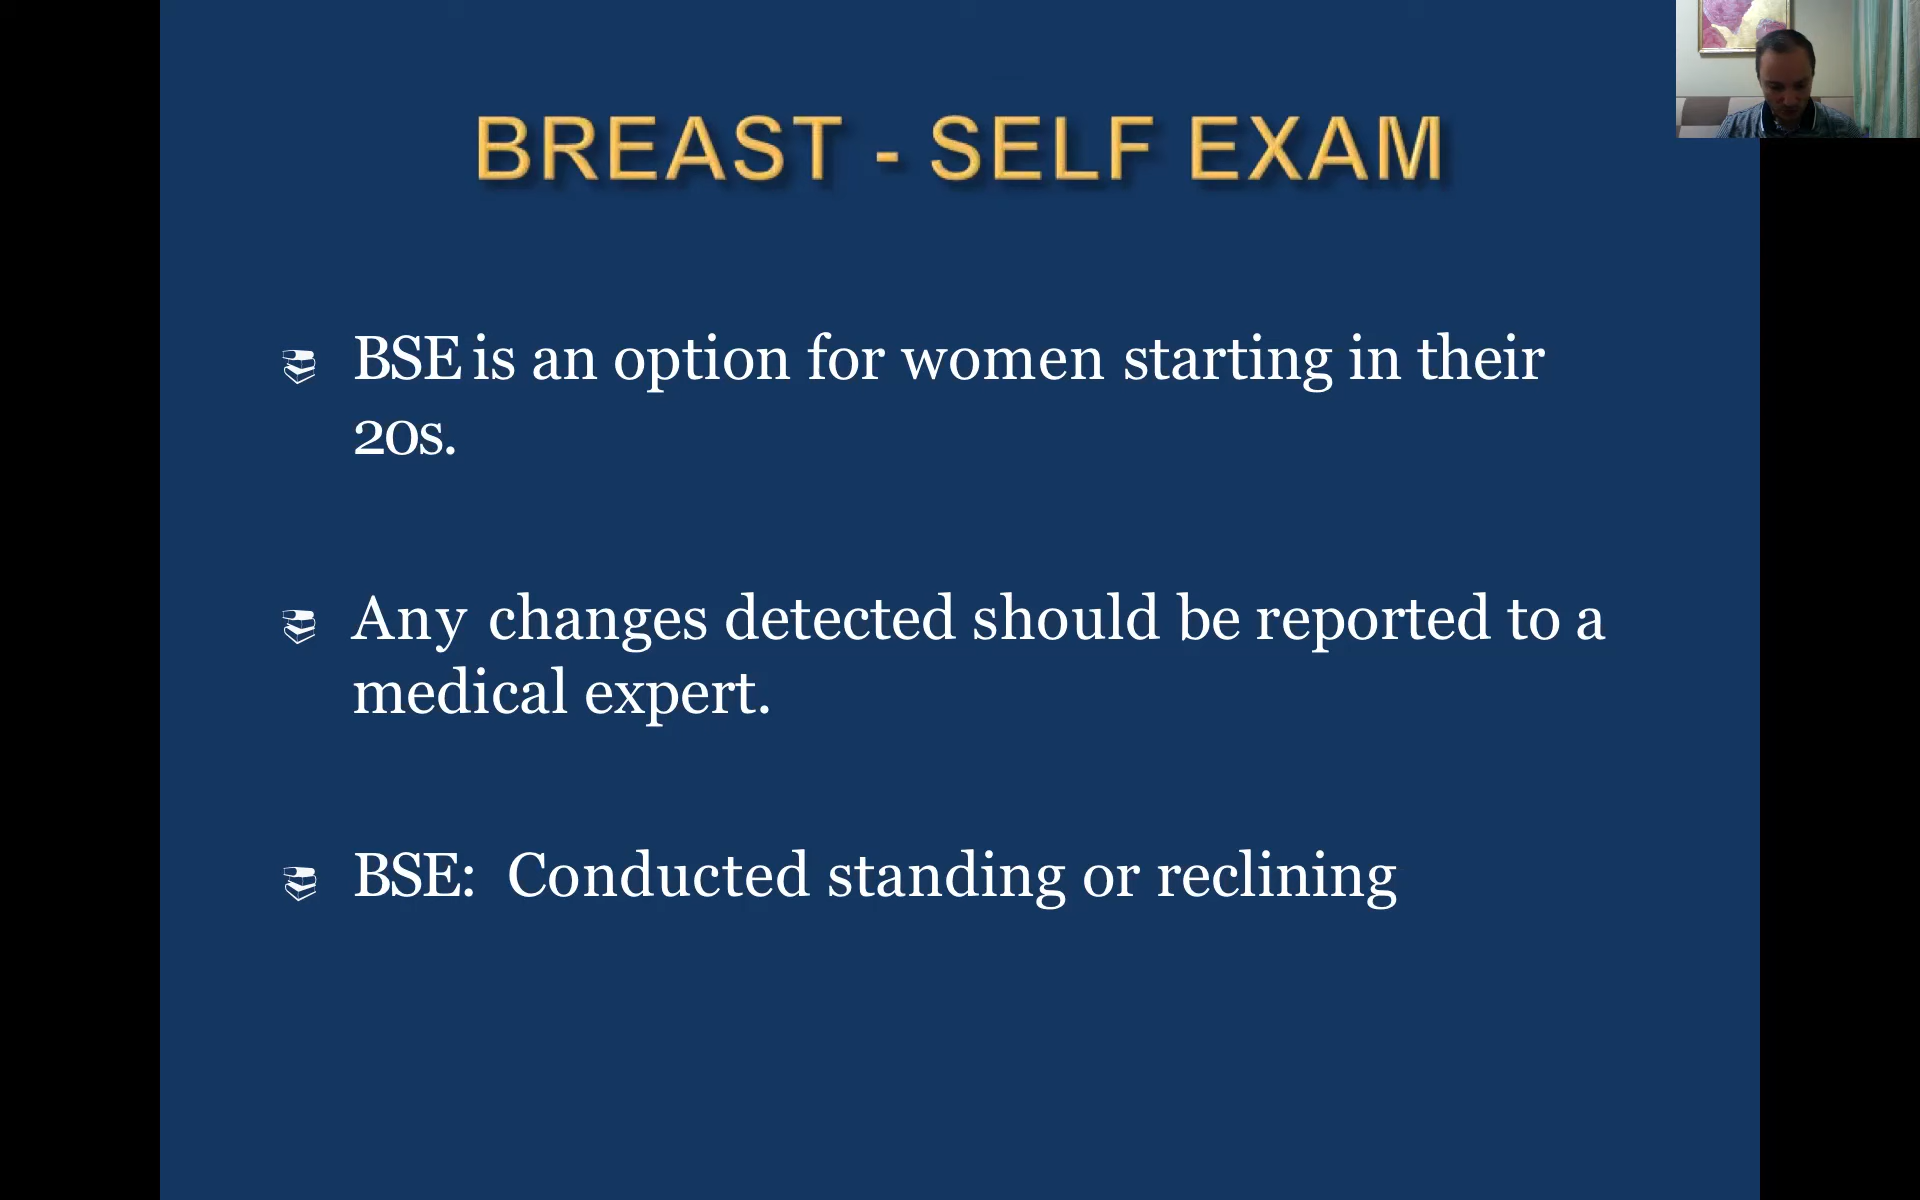 BREAST - SELF EXAM
BSE is an option for women starting in their
20s.
Any changes detected should be reported to a
medical expert.
BSE: Conducted standing or reclining